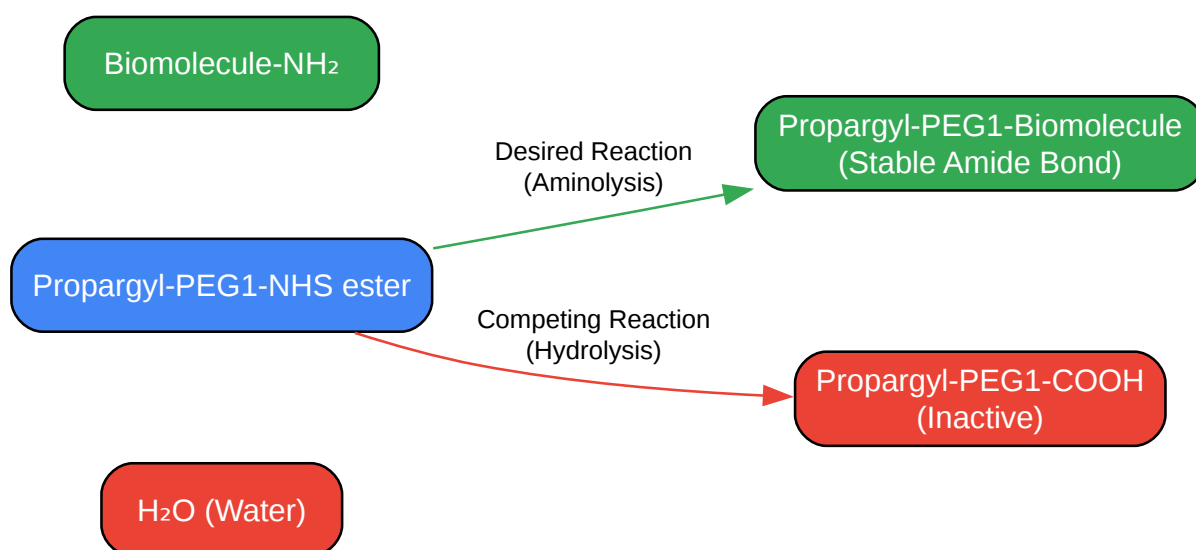 Biomolecule-NH₂
Propargyl-PEG1-Biomolecule
(Stable Amide Bond)
Desired Reaction
(Aminolysis)
Propargyl-PEG1-NHS ester
Competing Reaction
(Hydrolysis)
Propargyl-PEG1-COOH
(Inactive)
H₂O (Water)